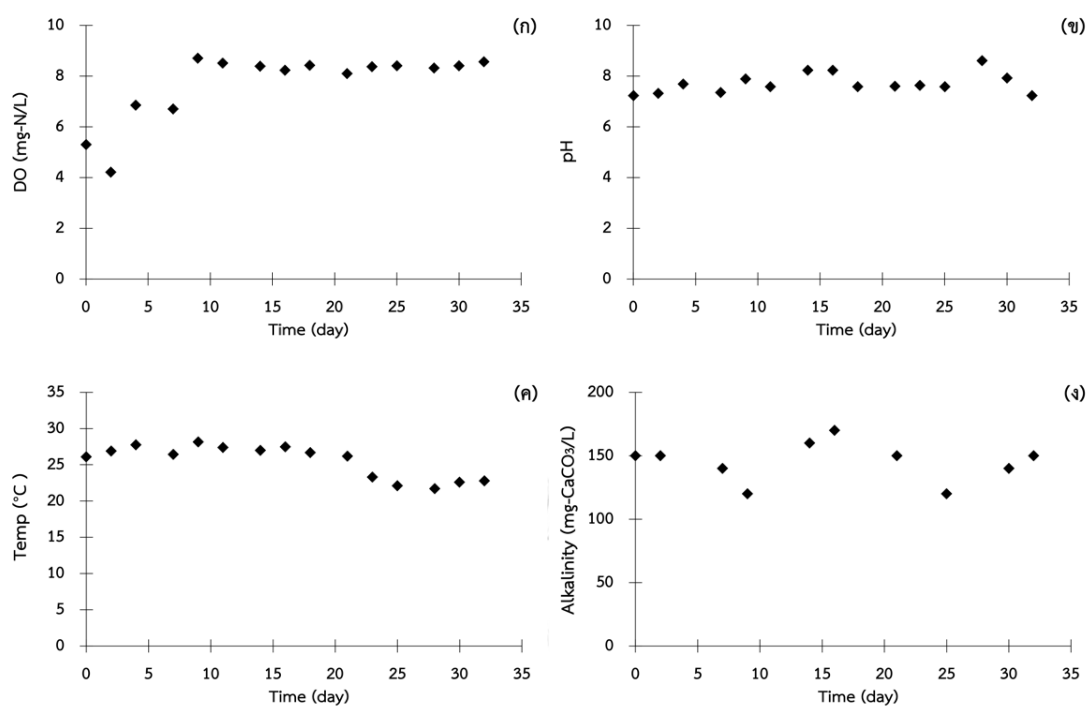 (ก)
DO (mg-N/L)
10
8
6
4
2
0
0 5 10 15 20 25 30 35
Time (day)
(ข)
pH
10
8
6
4
2
0
0 5 10 15 20 25 30 35
Time (day)
(ค)
Temp (°C)
35
30
25
20
15
10
5
0
0 5 10 15 20 25 30 35
Time (day)
(ง)
Alkalinity (mg-CaCO₃/L)
200
150
100
50
0
0 5 10 15 20 25 30 35
Time (day)